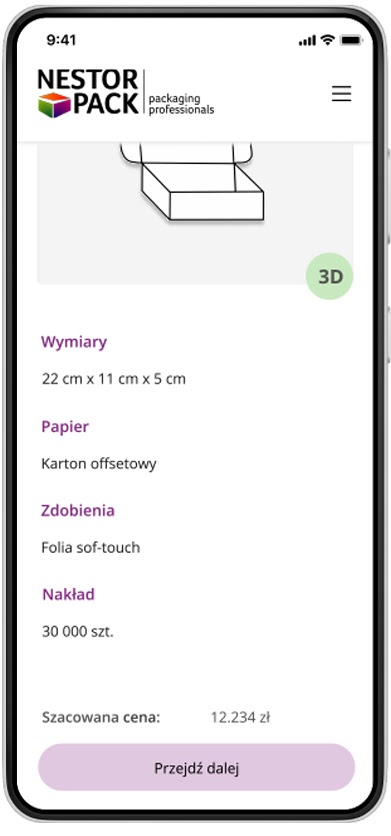 9:41
NESTOR
PACK
packaging
professionals
3D
Wymiary
22 cm x 11 cm x 5 cm
Papier
Karton offsetowy
Zdobienia
Folia sof-touch
Nakład
30 000 szt.
Szacowana cena: 12.234 zł
Przejdź dalej